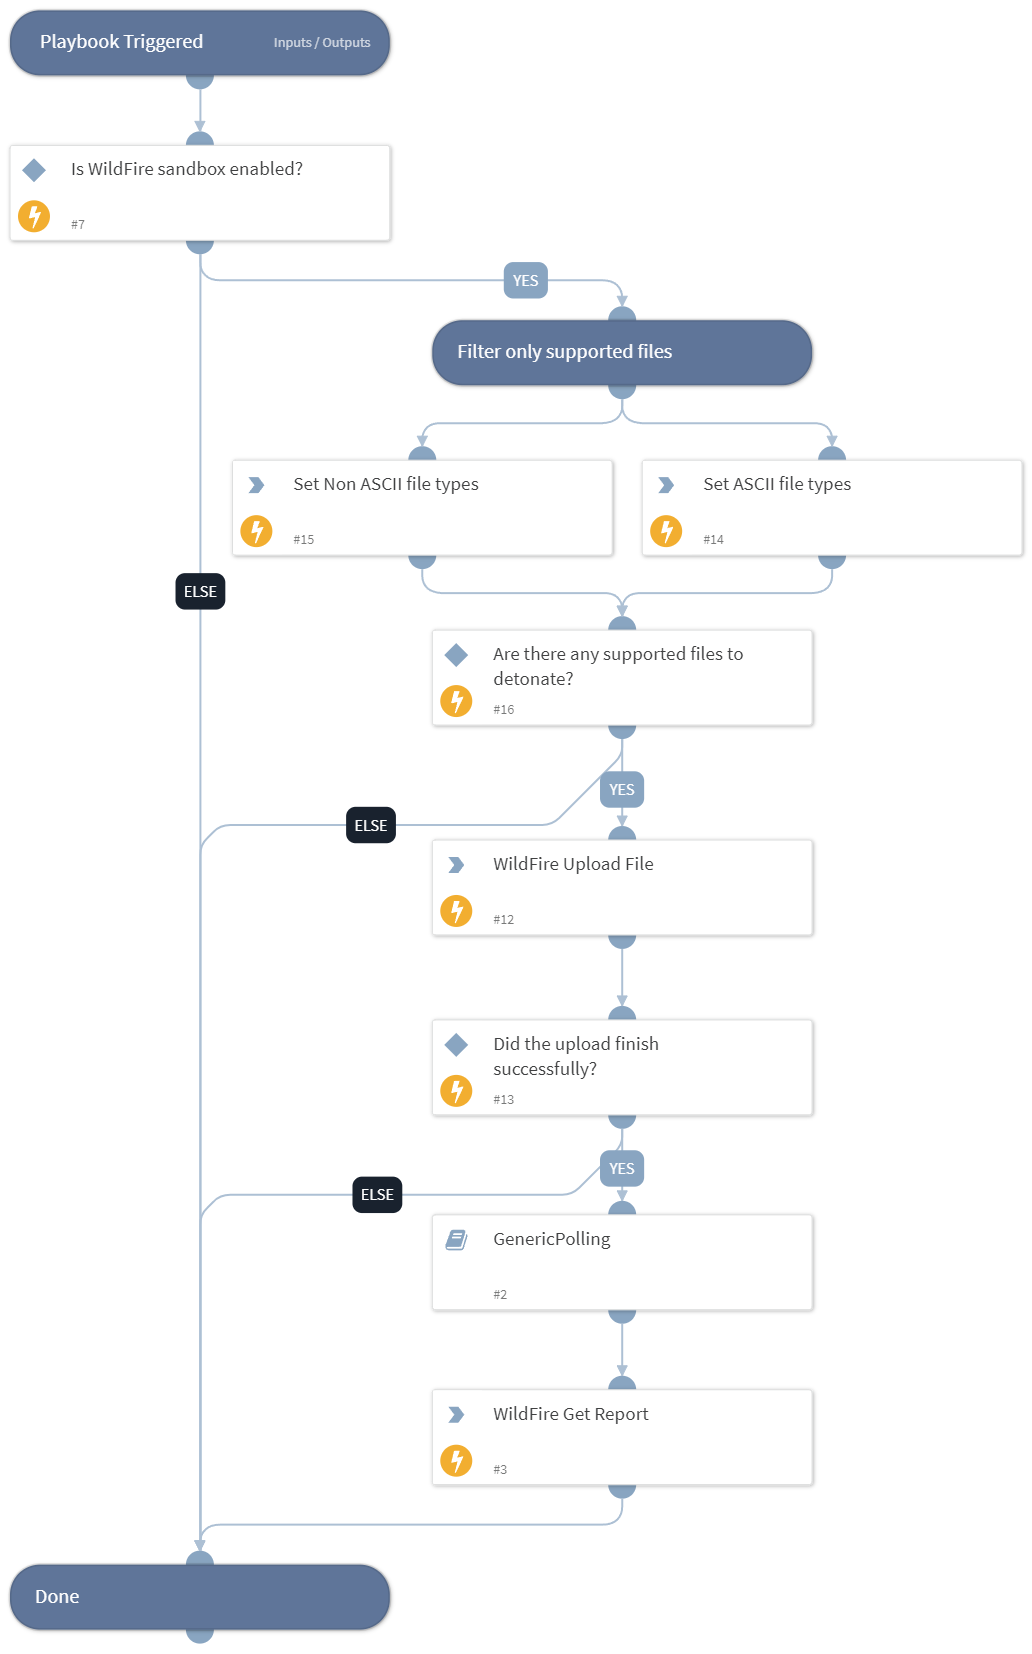 Playbook Triggered
Inputs / Outputs
Is WildFire sandbox enabled?
#7
YES
Filter only supported files
Set Non ASCII file types
#15
Set ASCII file types
#14
ELSE
Are there any supported files to
detonate?
#16
YES
ELSE
WildFire Upload File
#12
Did the upload finish
successfully?
#13
YES
ELSE
GenericPolling
#2
WildFire Get Report
#3
Done